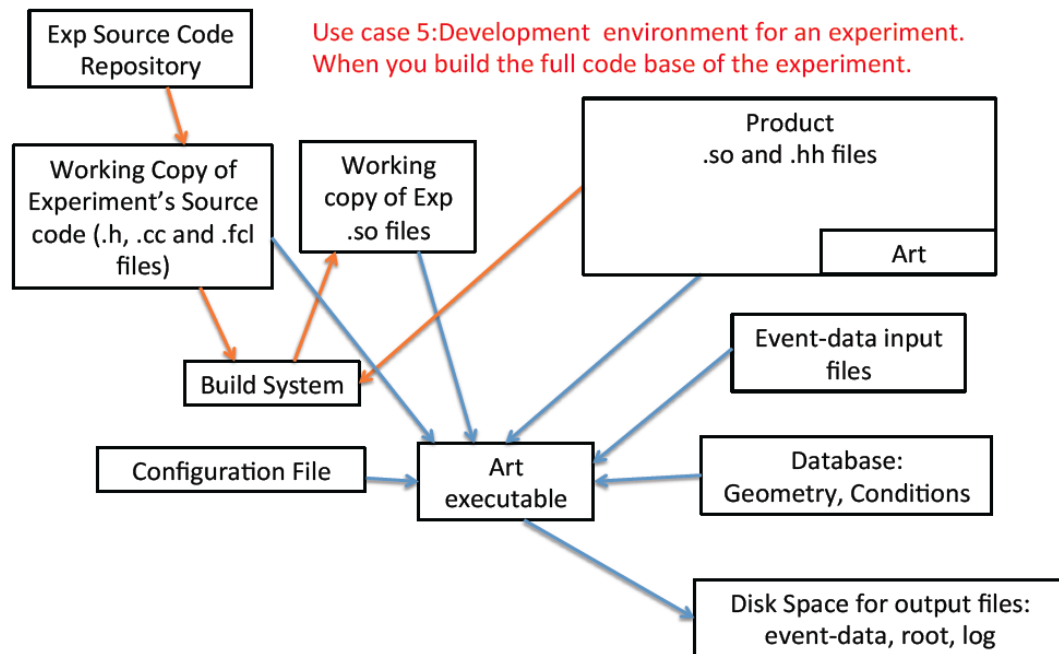 Exp Source Code
Repository
Use case 5:Development environment for an experiment.
When you build the full code base of the experiment.
Working Copy of
Experiment’s Source
code (.h, .cc and .fcl
files)
Working
copy of Exp
.so files
Product
.so and .hh files
Art
Build System
Event-data input
files
Configuration File
Art
executable
Database:
Geometry, Conditions
Disk Space for output files:
event-data, root, log